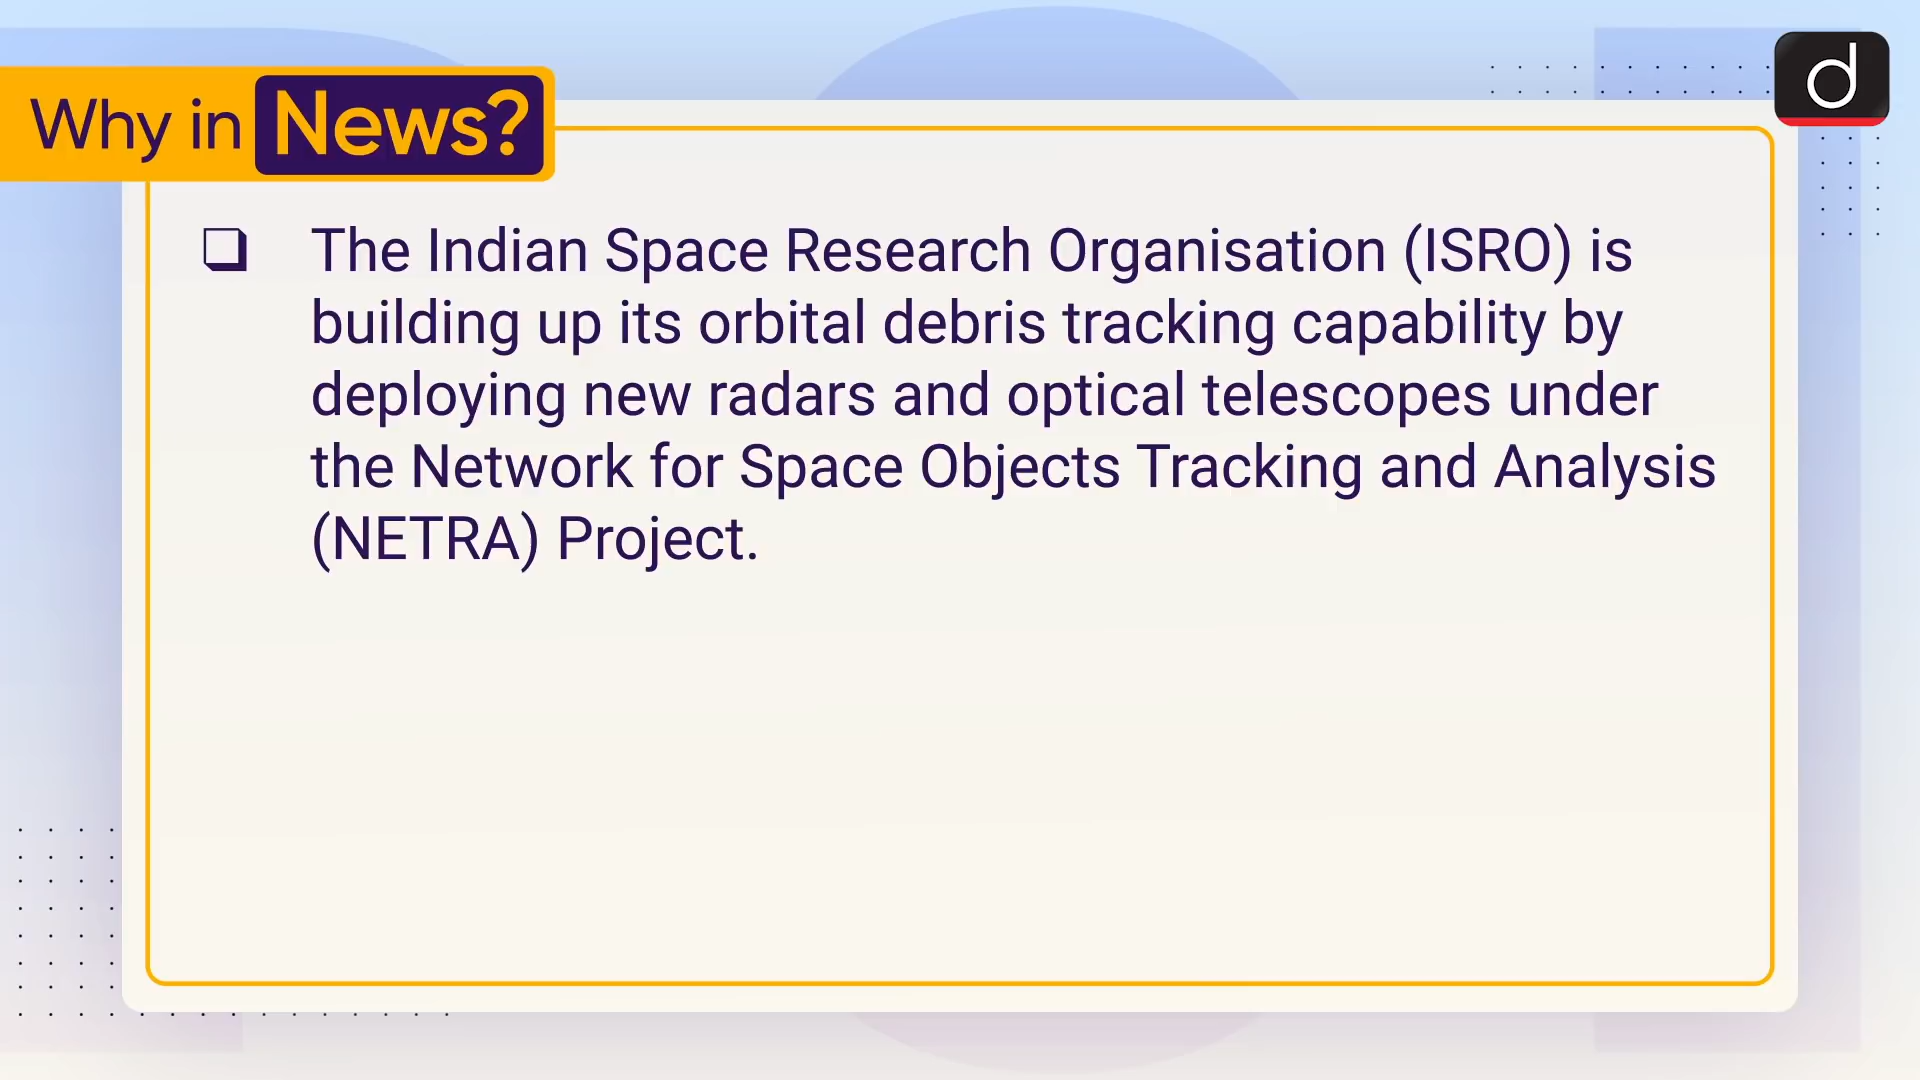 Why in News?
d
The Indian Space Research Organisation (ISRO) is
building up its orbital debris tracking capability by
deploying new radars and optical telescopes under
the Network for Space Objects Tracking and Analysis
(NETRA) Project.